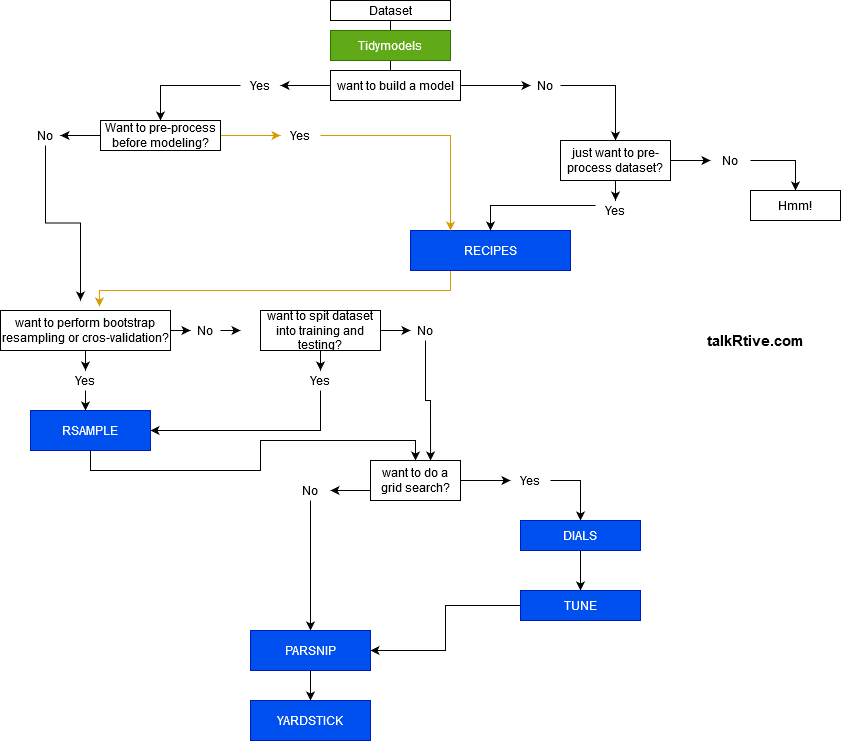 Dataset
Tidymodels
want to build a model
Yes
No
Want to pre-process
before modeling?
No
Yes
just want to pre-
process dataset?
No
Yes
Hmm!
RECIPES
want to perform bootstrap
resampling or cros-validation?
No
want to spit dataset
into training and
testing?
No
talkRtive.com
Yes
Yes
RSAMPLE
want to do a
grid search?
No
Yes
DIALS
TUNE
PARSNIP
YARDSTICK